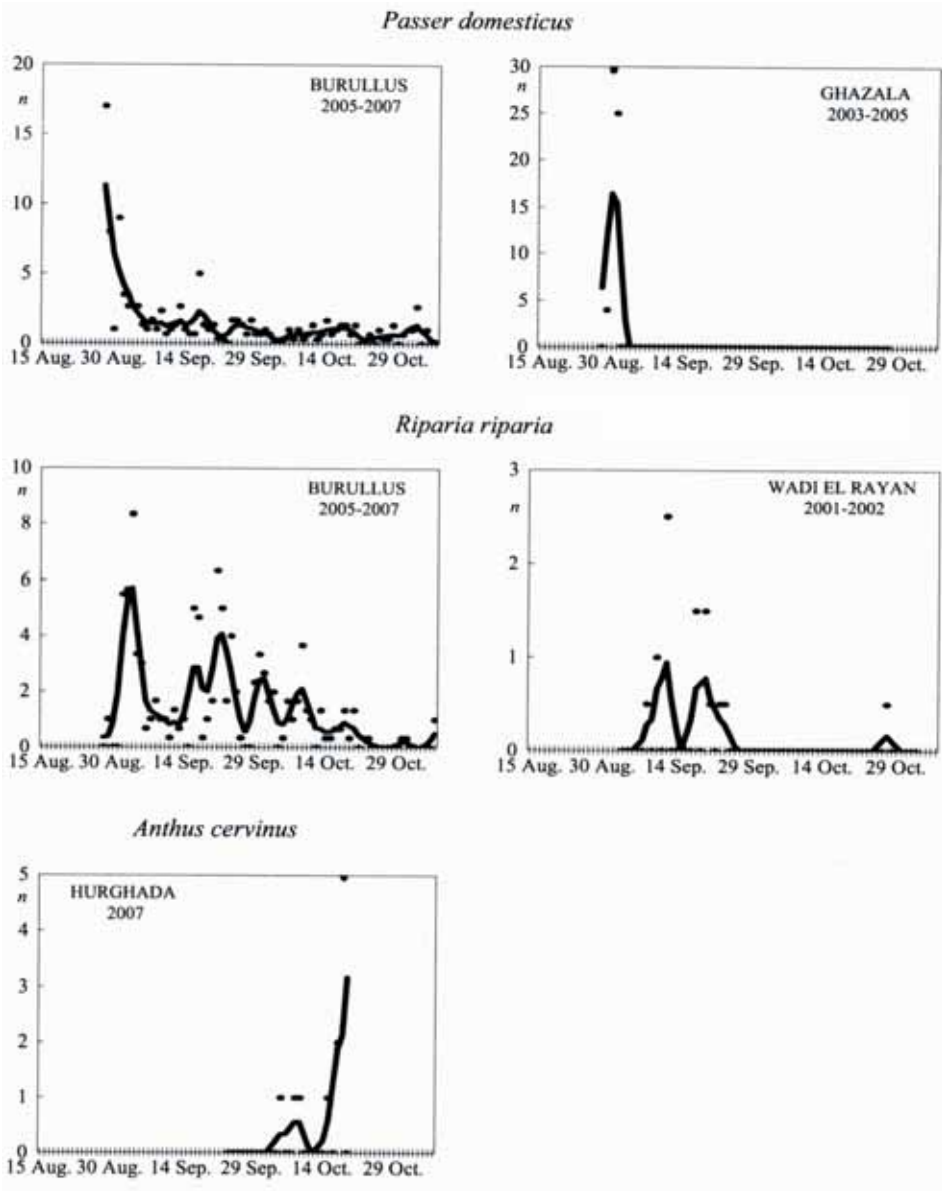 Passer domesticus
20
n
15
10
5
0
BURULLUS
2005-2007
15 Aug. 30 Aug. 14 Sep. 29 Sep. 14 Oct. 29 Oct.
30
n
25
20
15
10
5
0
GHAZALA
2003-2005
15 Aug. 30 Aug. 14 Sep. 29 Sep. 14 Oct. 29 Oct.
Riparia riparia
10
n
8
6
4
2
0
BURULLUS
2005-2007
15 Aug. 30 Aug. 14 Sep. 29 Sep. 14 Oct. 29 Oct.
3
n
2
1
0
WADI EL RAYAN
2001-2002
15 Aug. 30 Aug. 14 Sep. 29 Sep. 14 Oct. 29 Oct.
Anthus cervinus
5
n
4
3
2
1
0
HURGHADA
2007
15 Aug. 30 Aug. 14 Sep. 29 Sep. 14 Oct. 29 Oct.